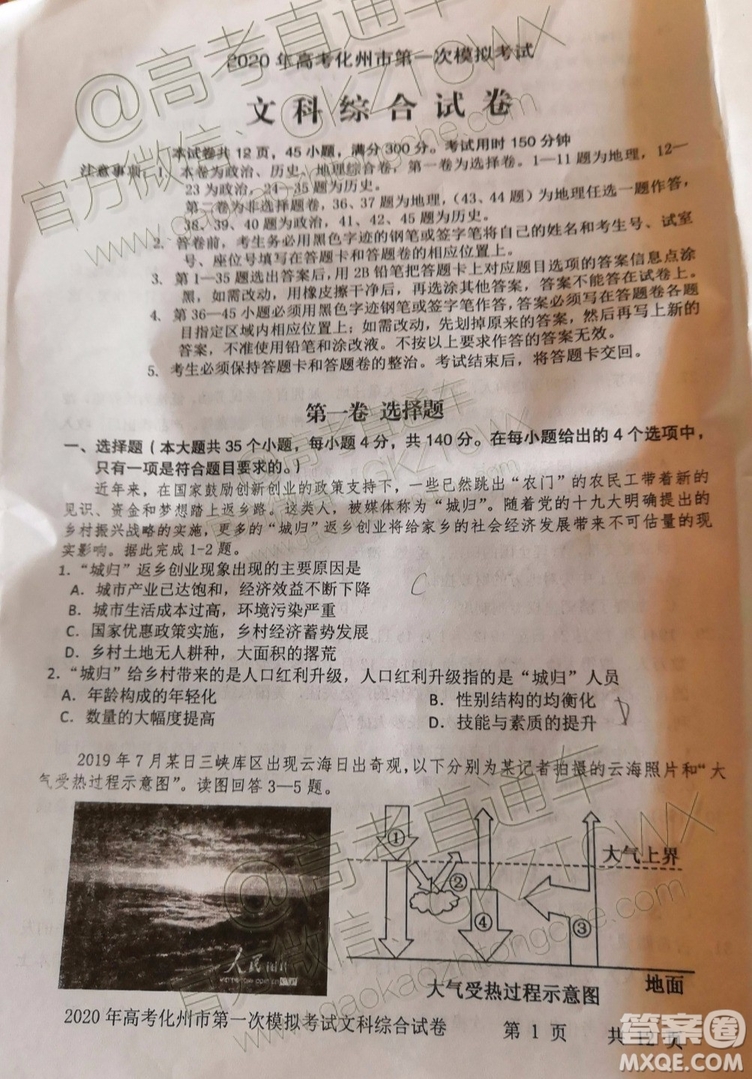 2020年高考化州市第一次模拟考试
文科综合试卷
本试卷共12页，45小题，满分300分。考试用时150分钟
注意事项：1. 本卷为政治、历史、地理综合卷，第一卷为选择卷。1—11题为地理，12—
23为政治，24—35题为历史。
第二卷为非选择题卷，36、37题为地理，（43、44题）为地理任选一题，
38、39、40题为政治，41、42、45题为历史。
2. 答卷前，考生务必用黑色字迹的钢笔或签字笔将自己的姓名和考生号、试室
号、座位号填写在答题卡和答题卷的相应位置上。
3. 第1—35题选出答案后，用2B铅笔把答题卡上对应题目选项的答案信息点涂
黑，如需改动，用橡皮擦干净后，再选涂其他答案，答案不能答在试卷上。
4. 第36—45小题必须用黑色字迹钢笔或签字笔作答，答案必须写在答题卷各题
目指定区域内相应位置上；如需改动，先划掉原来的答案，然后再写上新的
答案，不准使用铅笔和涂改液。不按以上要求作答的答案无效。
5. 考生必须保持答题卡和答题卷的整治。考试结束后，将答题卡交回。
第一卷 选择题
一、选择题（本大题共35个小题，每小题4分，共140分。在每小题给出的4个选项中，
只有一项是符合题目要求的。）
近年来，在国家鼓励创新创业的政策支持下，一些已然跳出“农门”的农民工带着新的
见识、资金和梦想踏上返乡路。这类人，被媒体称为“城归”。随着党的十九大明确提出的
乡村振兴战略的实施，更多的“城归”返乡创业将给家乡的社会经济发展带来不可估量的现
实影响。据此完成1-2题。
1. “城归”返乡创业现象出现的主要原因是
A. 城市产业已达饱和，经济效益不断下降 C
B. 城市生活成本过高，环境污染严重
C. 国家优惠政策实施，乡村经济蓄势发展
D. 乡村土地无人耕种，大面积的撂荒
2. “城归”给乡村带来的是人口红利升级，人口红利升级指的是“城归”人员
A. 年龄构成的年轻化 B. 性别结构的均衡化
C. 数量的大幅度提高 D. 技能与素质的提升 D
2019年7月某日三峡库区出现云海日出奇观，以下分别为某记者拍摄的云海照片和“大
气受热过程示意图”。读图回答3—5题。
①
②
③
④
大气上界
地面
大气受热过程示意图
2020年高考化州市第一次模拟考试文科综合试卷 第1页
@高考直通车
官方微信：GKZTCWX
www.gaokaozhitongche.com
答案圈
MXQE.COM